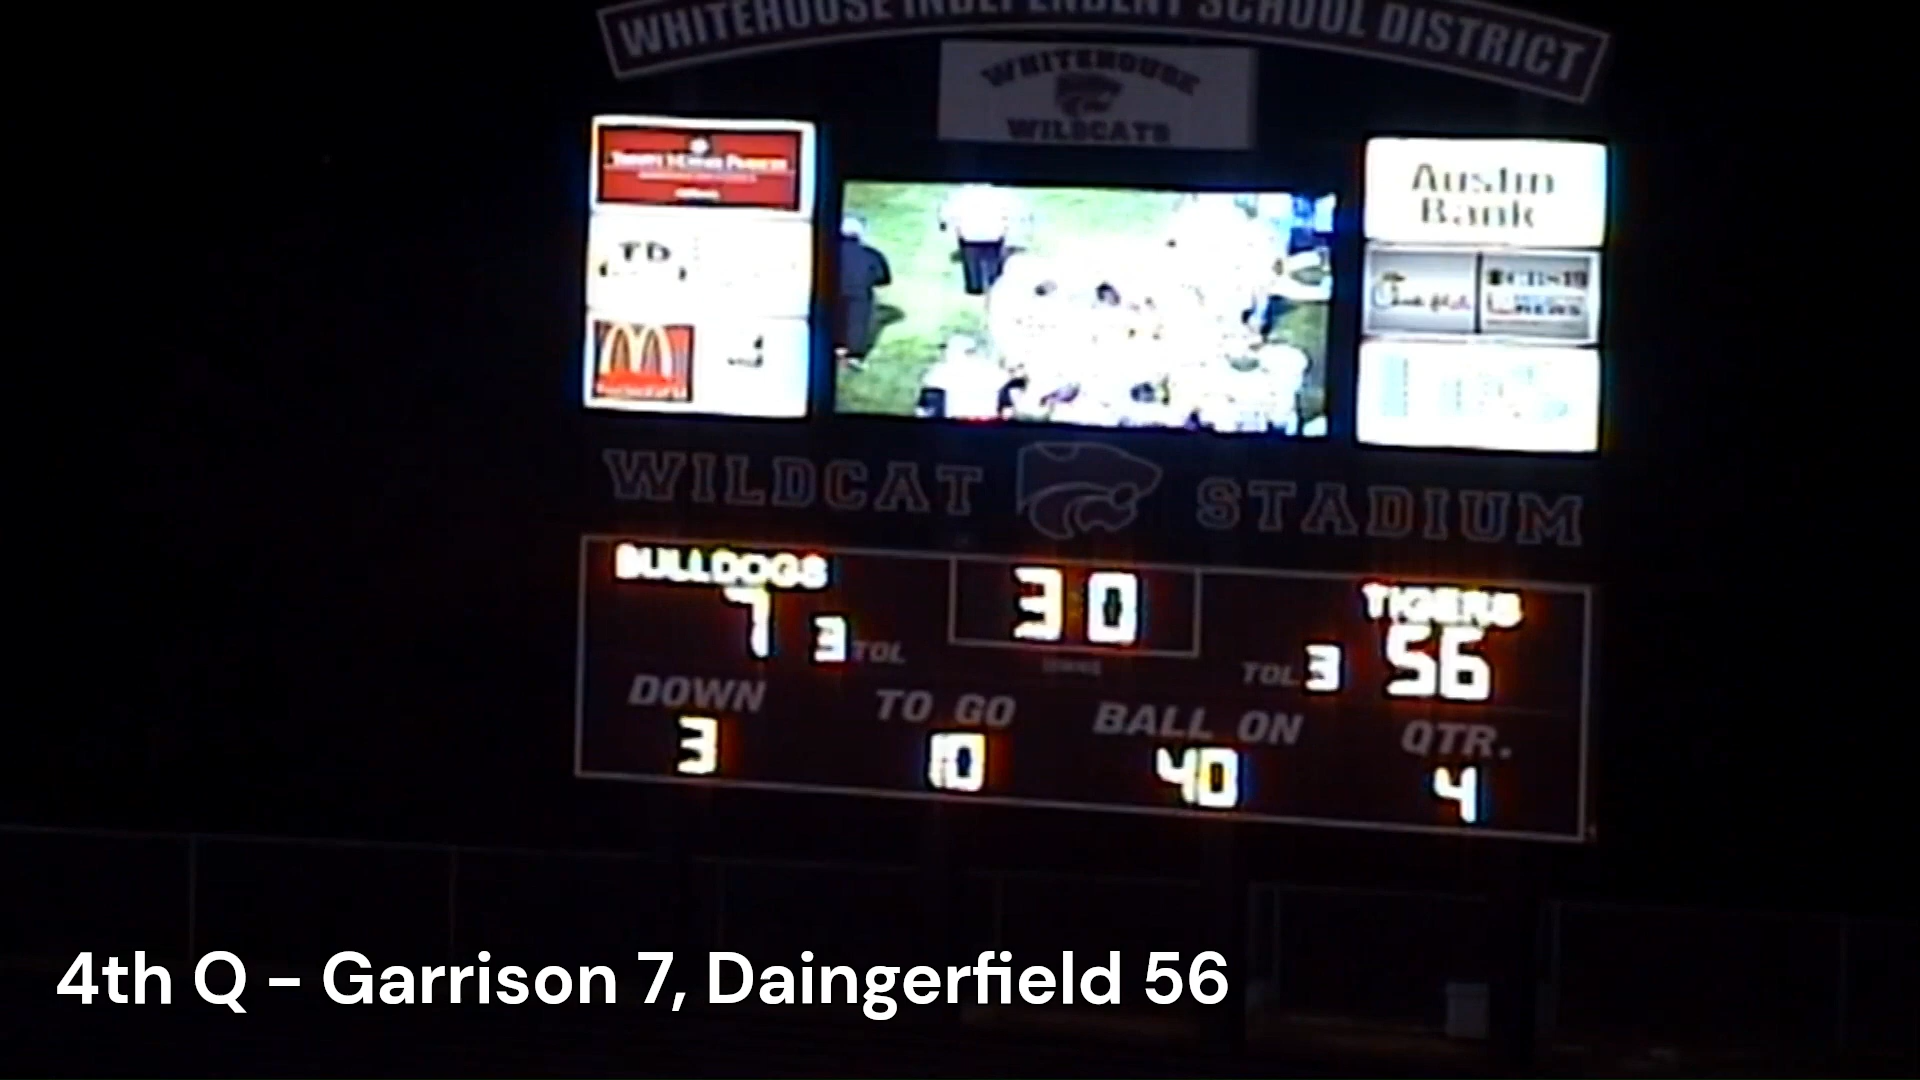 WHITEHOUSE INDEPENDENT SCHOOL DISTRICT
WHITEHOUSE
WILDCATS
Austin
Bank
WILDCAT STADIUM
BULLDOGS 30 TIGERS
7 3 TOL TOL 3 56
DOWN TO GO BALL ON QTR.
3 10 40 4
4th Q - Garrison 7, Daingerfield 56